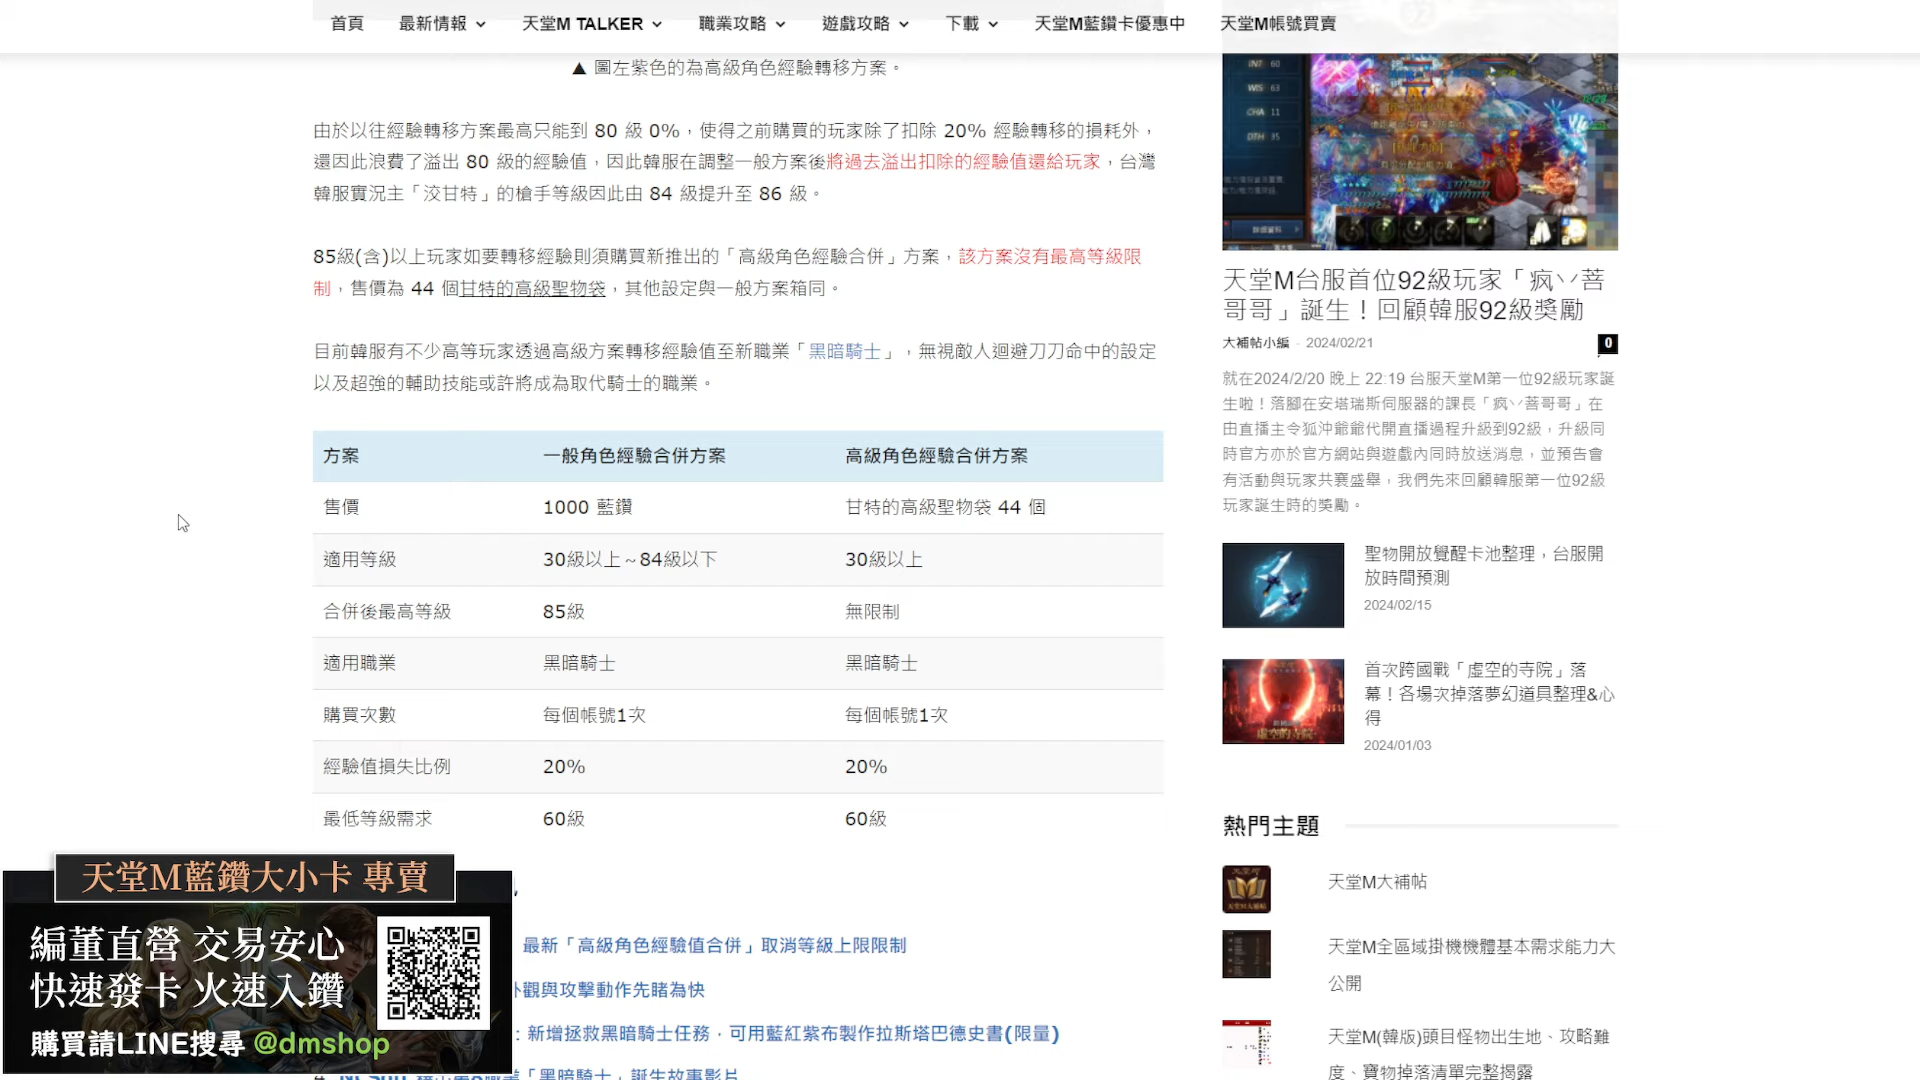 首頁 最新情報 天堂M TALKER 職業攻略 遊戲攻略 下載 天堂M藍鑽卡優惠中 天堂M帳號買賣
▲ 圖左紫色的為高級角色經驗轉移方案。
由於以往經驗轉移方案最高只能到 80 級 0%，使得之前購買的玩家除了扣除 20% 經驗轉移的損耗外，
還因此浪費了溢出 80 級的經驗值，因此韓服在調整一般方案後將過去溢出扣除的經驗值還給玩家，台灣
韓服實況主「洨甘特」的槍手等級因此由 84 級提升至 86 級。
85級(含)以上玩家如要轉移經驗則須購買新推出的「高級角色經驗合併」方案，該方案沒有最高等級限
制，售價為 44 個甘特的高級聖物袋，其他設定與一般方案箱同。
目前韓服有不少高等玩家透過高級方案轉移經驗值至新職業「黑暗騎士」，無視敵人迴避刀刀命中的設定
以及超強的輔助技能或許將成為取代騎士的職業。
方案 一般角色經驗合併方案 高級角色經驗合併方案
售價 1000 藍鑽 甘特的高級聖物袋 44 個
適用等級 30級以上～84級以下 30級以上
合併後最高等級 85級 無限制
適用職業 黑暗騎士 黑暗騎士
購買次數 每個帳號1次 每個帳號1次
經驗值損失比例 20% 20%
最低等級需求 60級 60級
最新「高級角色經驗值合併」取消等級上限限制
外觀與攻擊動作先睹為快
：新增拯救黑暗騎士任務，可用藍紅紫布製作拉斯塔巴德史書(限量)
「黑暗騎士」誕生故事影片
天堂M藍鑽大小卡 專賣
編董直營 交易安心
快速發卡 火速入鑽
購買請LINE搜尋 @dmshop
INT 60
WIS 63
CHA 11
DTH 35
天堂M台服首位92級玩家「疯丷菩
哥哥」誕生！回顧韓服92級獎勵
大補帖小編 - 2024/02/21 0
就在2024/2/20 晚上 22:19 台服天堂M第一位92級玩家誕
生啦！落腳在安塔瑞斯伺服器的課長「疯丷菩哥哥」在
由直播主令狐沖爺爺代開直播過程升級到92級，升級同
時官方亦於官方網站與遊戲內同時放送消息，並預告會
有活動與玩家共襄盛舉，我們先來回顧韓服第一位92級
玩家誕生時的獎勵。
聖物開放覺醒卡池整理，台服開
放時間預測
2024/02/15
首次跨國戰「虛空的寺院」落
幕！各場次掉落夢幻道具整理&心
得
2024/01/03
虛空的寺院
熱門主題
天堂M大補帖
天堂M全區域掛機機體基本需求能力大
公開
天堂M(韓版)頭目怪物出生地、攻略難
度、寶物掉落清單完整揭露